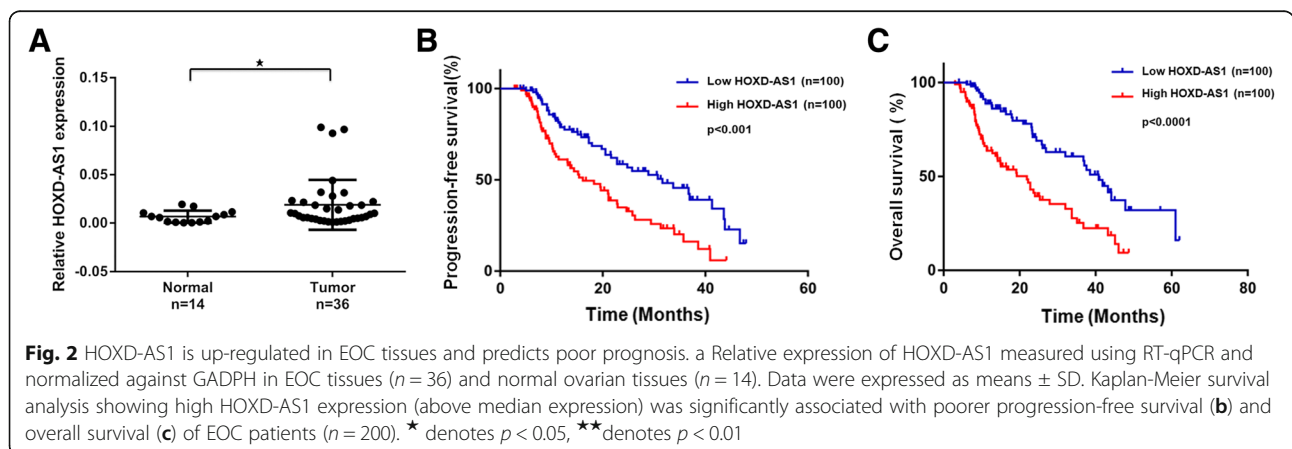 A
Relative HOXD-AS1 expression
0.15
0.10
0.05
0.00
-0.05
★
Normal
n=14
Tumor
n=36
B
Progression-free survival(%)
100
50
0
0 20 40 60
Time (Months)
Low HOXD-AS1 (n=100)
High HOXD-AS1 (n=100)
p<0.001
C
Overall survival ( %)
100
50
0
0 20 40 60 80
Time (Months)
Low HOXD-AS1 (n=100)
High HOXD-AS1 (n=100)
p<0.0001
Fig. 2 HOXD-AS1 is up-regulated in EOC tissues and predicts poor prognosis. a Relative expression of HOXD-AS1 measured using RT-qPCR and
normalized against GADPH in EOC tissues (n = 36) and normal ovarian tissues (n = 14). Data were expressed as means ± SD. Kaplan-Meier survival
analysis showing high HOXD-AS1 expression (above median expression) was significantly associated with poorer progression-free survival (b) and
overall survival (c) of EOC patients (n = 200). ★ denotes p < 0.05, ★★denotes p < 0.01